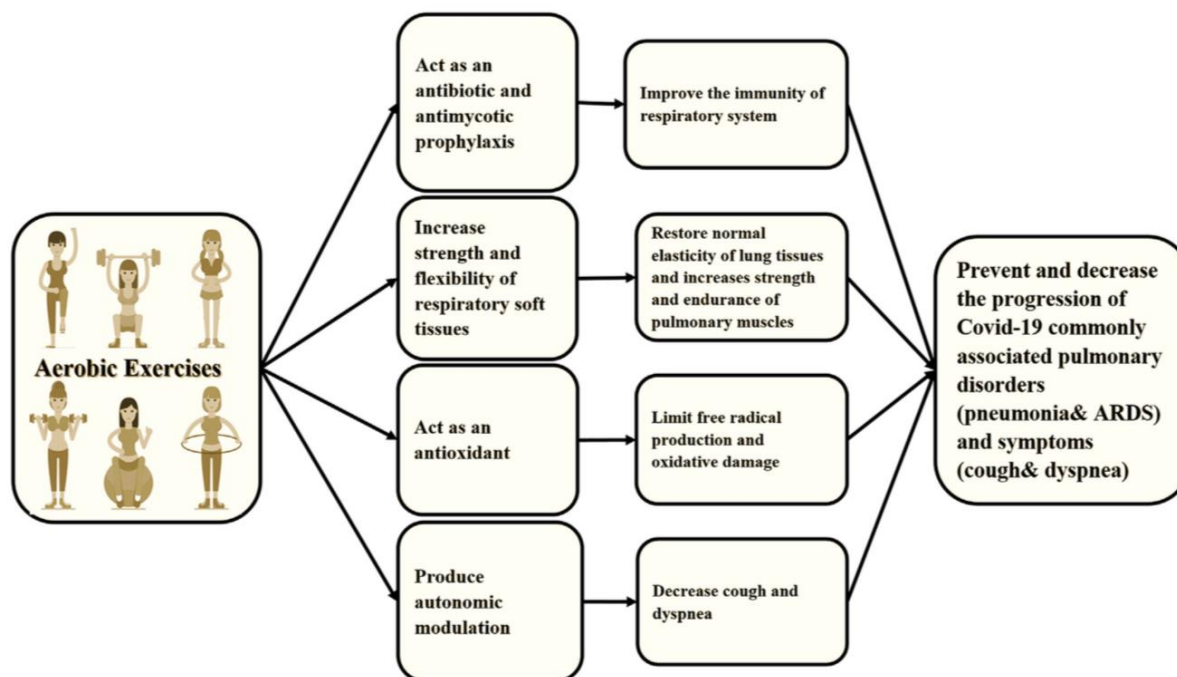 Aerobic Exercises
Act as an
antibiotic and
antimycotic
prophylaxis
Improve the immunity of
respiratory system
Increase
strength and
flexibility of
respiratory soft
tissues
Restore normal
elasticity of lung tissues
and increases strength
and endurance of
pulmonary muscles
Act as an
antioxidant
Limit free radical
production and
oxidative damage
Produce
autonomic
modulation
Decrease cough and
dyspnea
Prevent and decrease
the progression of
Covid-19 commonly
associated pulmonary
disorders
(pneumonia& ARDS)
and symptoms
(cough& dyspnea)